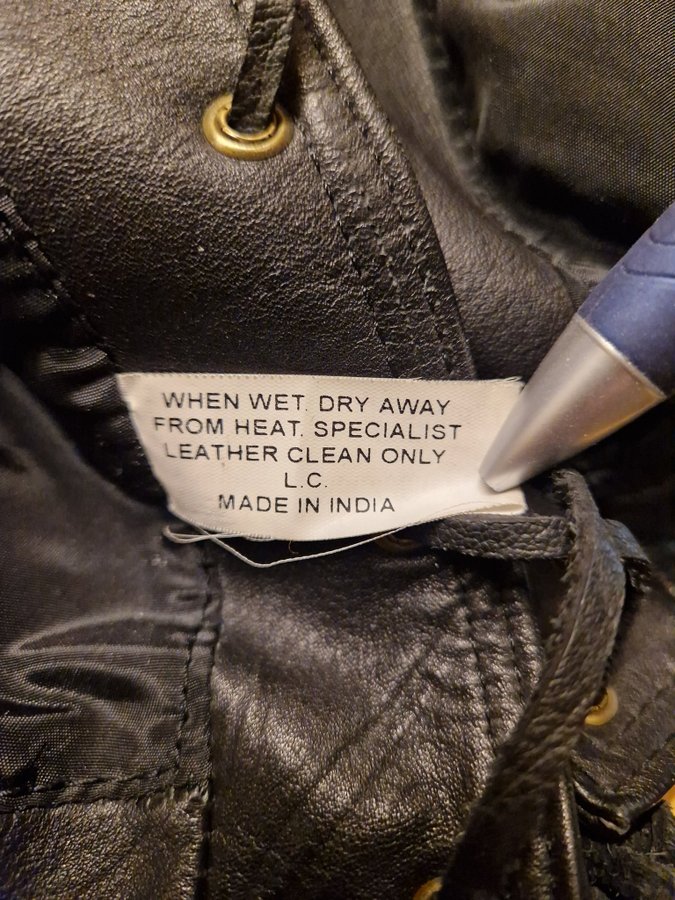 WHEN WET. DRY AWAY
FROM HEAT. SPECIALIST
LEATHER CLEAN ONLY
L.C.
MADE IN INDIA